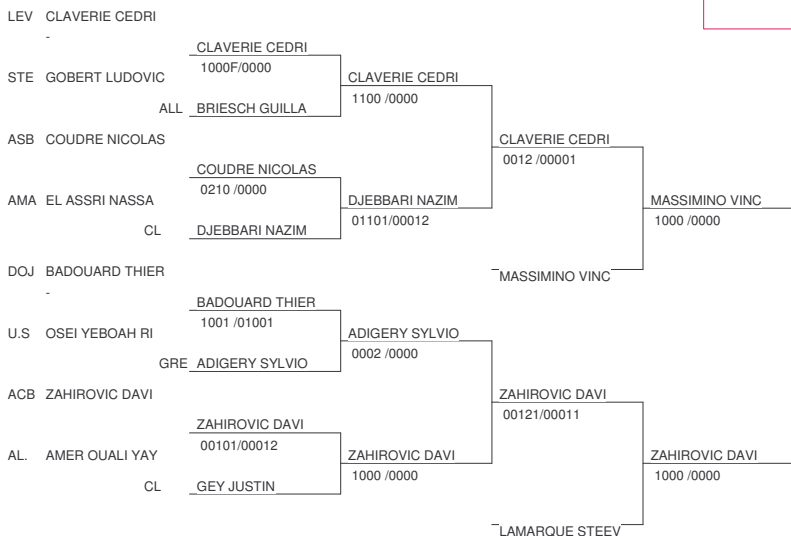 LEV CLAVERIE CEDRI
-
CLAVERIE CEDRI
1000F/0000
STE GOBERT LUDOVIC
CLAVERIE CEDRI
1100 /0000
ALL BRIESCH GUILLA
ASB COUDRE NICOLAS
CLAVERIE CEDRI
0012 /00001
COUDRE NICOLAS
0210 /0000
AMA EL ASSRI NASSA
DJEBBARI NAZIM
01101/00012
MASSIMINO VINC
1000 /0000
CL DJEBBARI NAZIM
DOJ BADOUARD THIER
-
MASSIMINO VINC
BADOUARD THIER
1001 /01001
U.S OSEI YEBOAH RI
ADIGERY SYLVIO
0002 /0000
GRE ADIGERY SYLVIO
ACB ZAHIROVIC DAVI
ZAHIROVIC DAVI
00121/00011
ZAHIROVIC DAVI
00101/00012
AL. AMER OUALI YAY
ZAHIROVIC DAVI
1000 /0000
ZAHIROVIC DAVI
1000 /0000
CL GEY JUSTIN
LAMARQUE STEEV